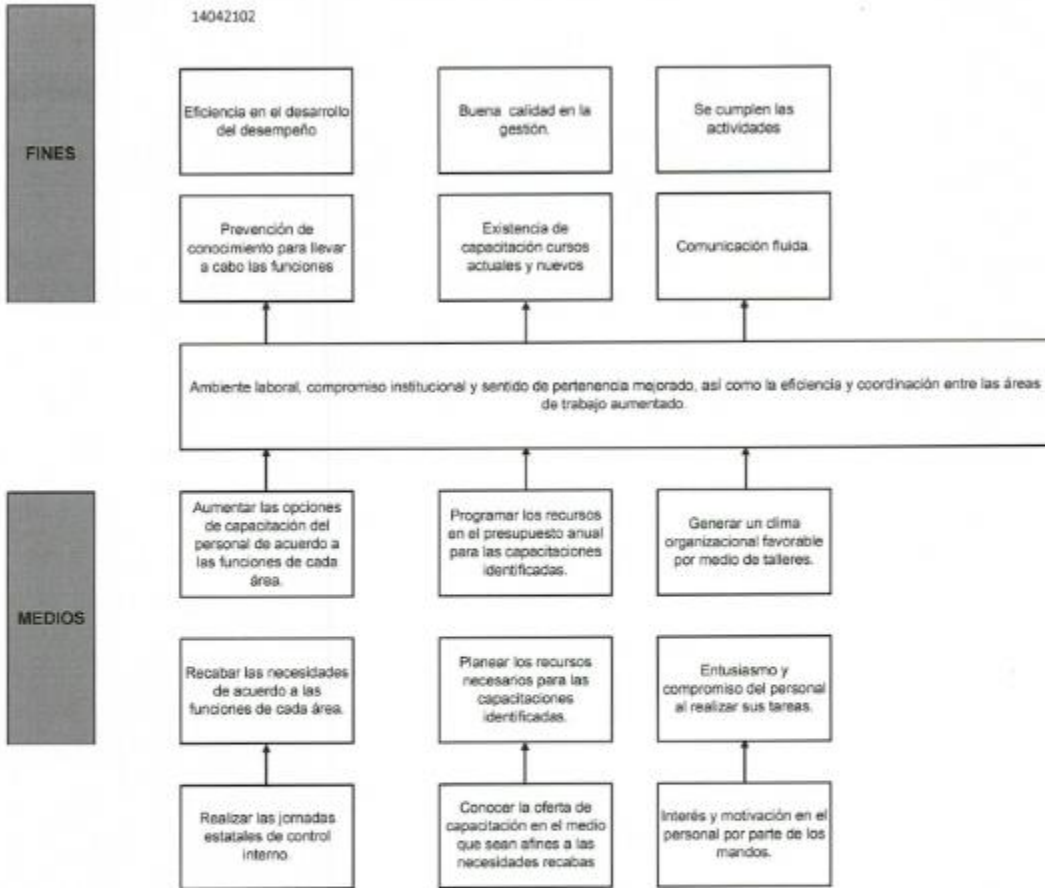 14042102
FINES
Eficiencia en el desarrollo
del desempeño
Buena calidad en la
gestión.
Se cumplen las
actividades
Prevención de
conocimiento para llevar
a cabo las funciones
Existencia de
capacitación cursos
actuales y nuevos
Comunicación fluida.
Ambiente laboral, compromiso institucional y sentido de pertenencia mejorado, así como la eficiencia y coordinación entre las áreas
de trabajo aumentado.
MEDIOS
Aumentar las opciones
de capacitación del
personal de acuerdo a
las funciones de cada
área.
Programar los recursos
en el presupuesto anual
para las capacitaciones
identificadas.
Generar un clima
organizacional favorable
por medio de talleres.
Recabar las necesidades
de acuerdo a las
funciones de cada área.
Planear los recursos
necesarios para las
capacitaciones
identificadas.
Entusiasmo y
compromiso del personal
al realizar sus tareas.
Realizar las jornadas
estatales de control
interno.
Conocer la oferta de
capacitación en el medio
que sean afines a las
necesidades recabas
Interés y motivación en el
personal por parte de los
mandos.